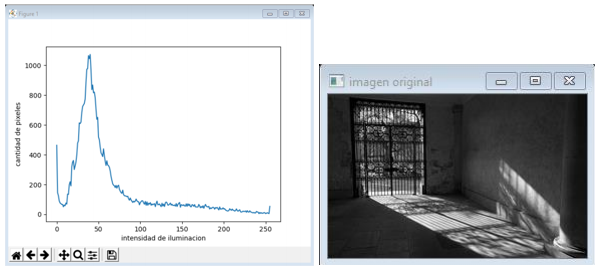 Figure 1
1000
800
600
400
200
0
cantidad de pixeles
0 50 100 150 200 250
intensidad de iluminacion
imagen original